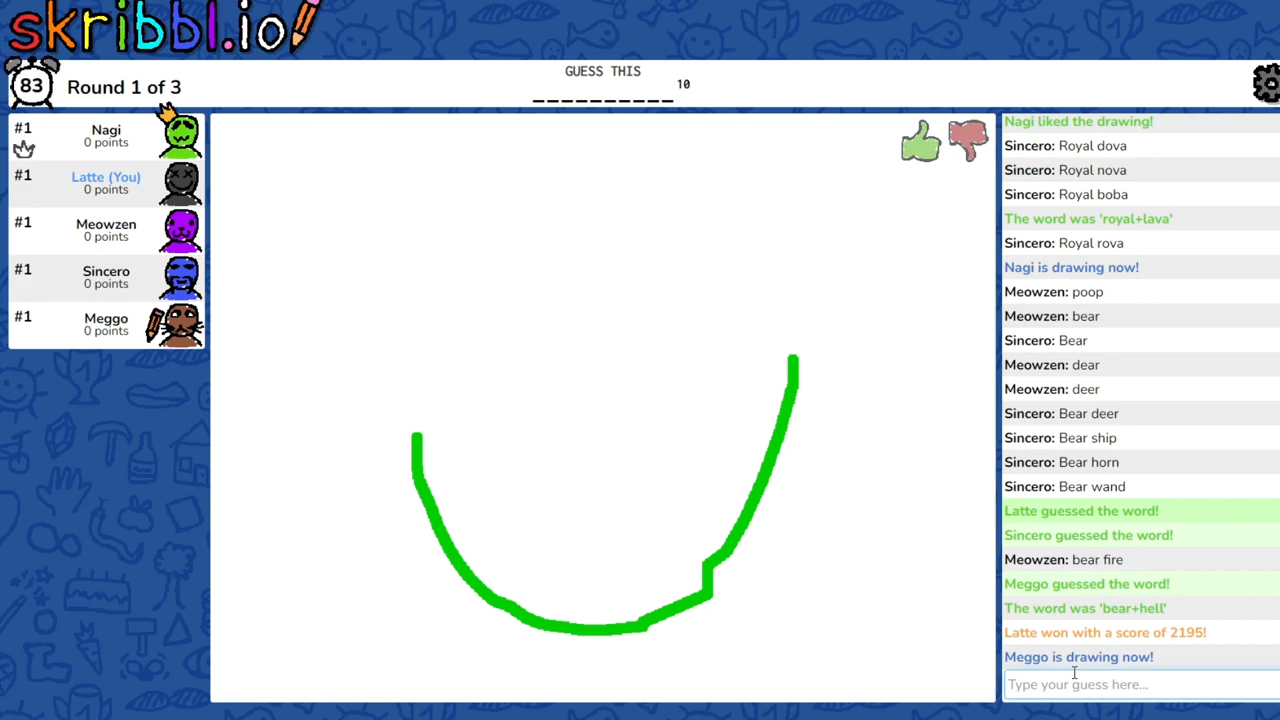 skribbl.io
83
Round 1 of 3
GUESS THIS
__________ 10
#1
Nagi
0 points
#1
Latte (You)
0 points
#1
Meowzen
0 points
#1
Sincero
0 points
#1
Meggo
0 points
Nagi liked the drawing!
Sincero: Royal dova
Sincero: Royal nova
Sincero: Royal boba
The word was 'royal+lava'
Sincero: Royal rova
Nagi is drawing now!
Meowzen: poop
Meowzen: bear
Sincero: Bear
Meowzen: dear
Meowzen: deer
Sincero: Bear deer
Sincero: Bear ship
Sincero: Bear horn
Sincero: Bear wand
Latte guessed the word!
Sincero guessed the word!
Meowzen: bear fire
Meggo guessed the word!
The word was 'bear+hell'
Latte won with a score of 2195!
Meggo is drawing now!
Type your guess here...